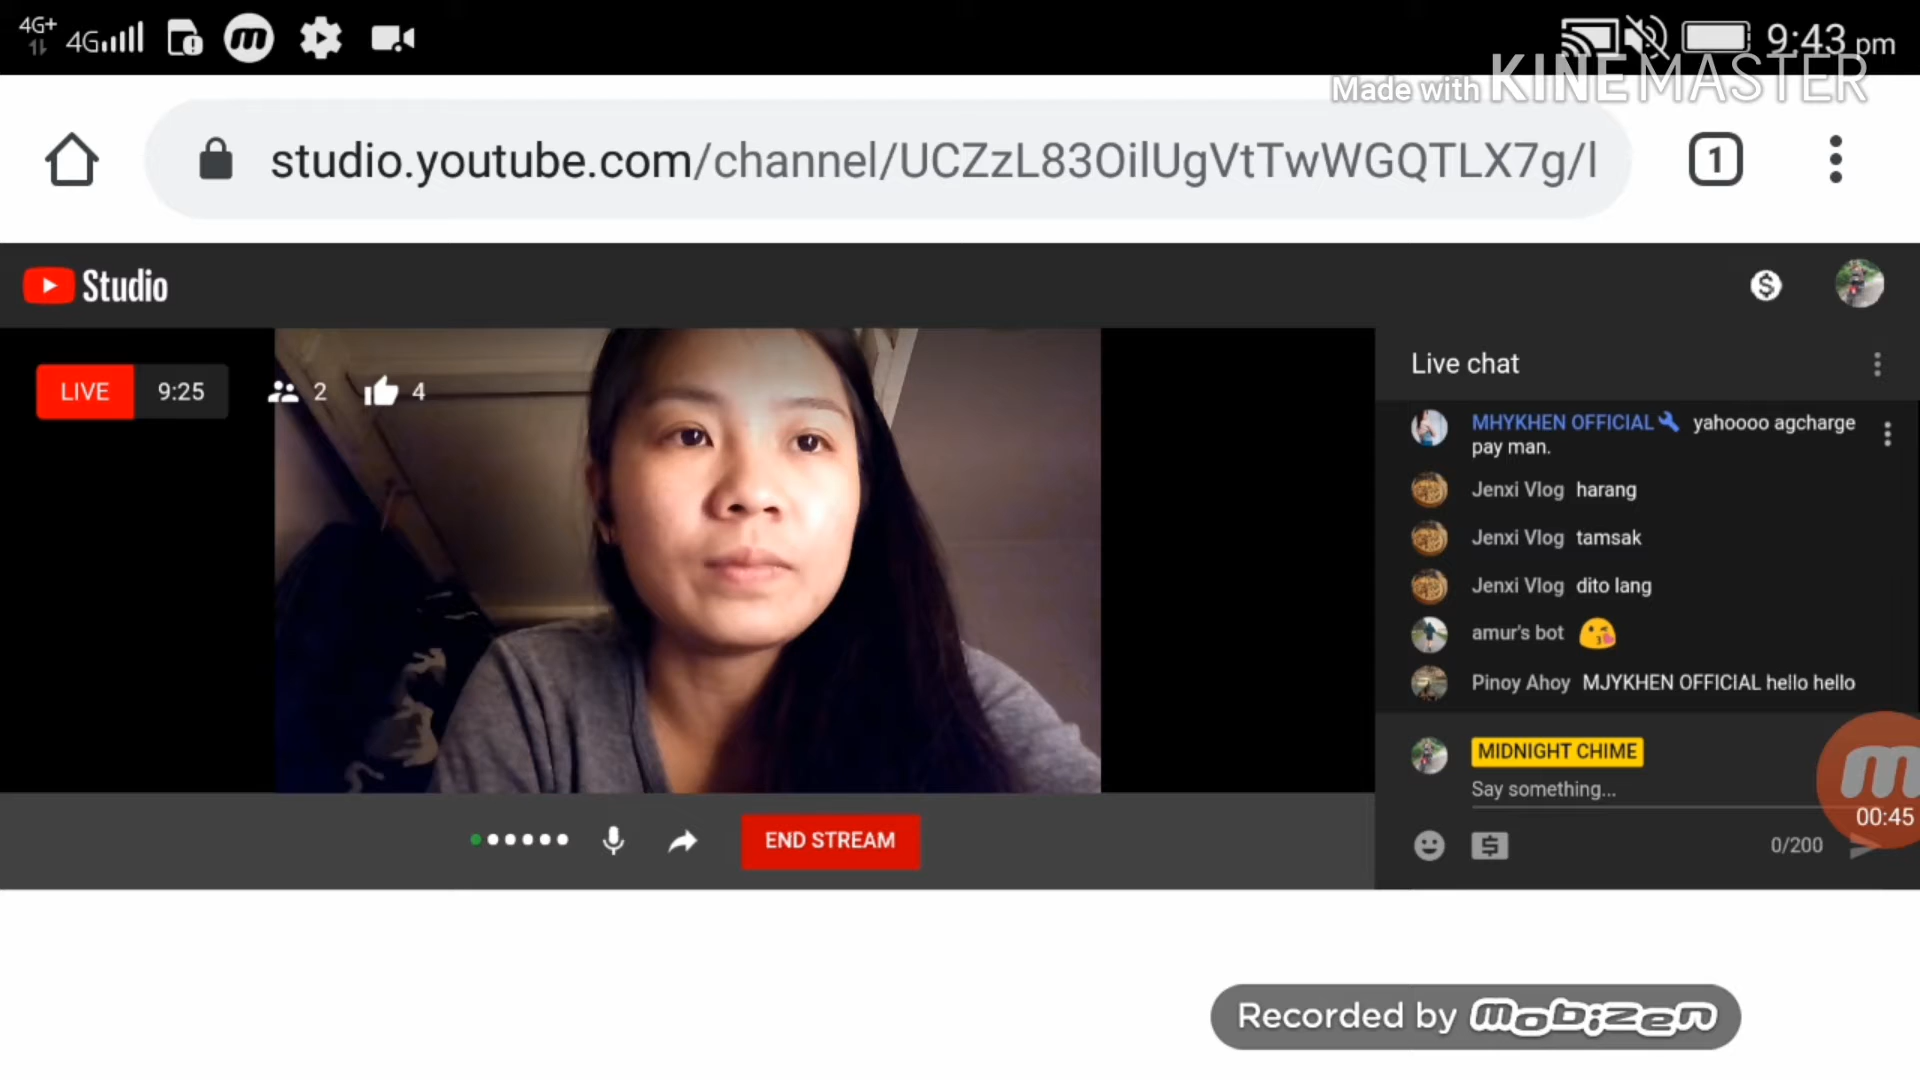 4G+ 4G 9:43 pm
Made with KINEMASTER
studio.youtube.com/channel/UCZzL83OilUgVtTwWGQTLX7g/l
1
Studio
LIVE 9:25 2 4
Live chat
MHYKHEN OFFICIAL yahoooo agcharge
pay man.
Jenxi Vlog harang
Jenxi Vlog tamsak
Jenxi Vlog dito lang
amur's bot
Pinoy Ahoy MJYKHEN OFFICIAL hello hello
MIDNIGHT CHIME
Say something...
00:45
END STREAM
0/200
Recorded by mobizen